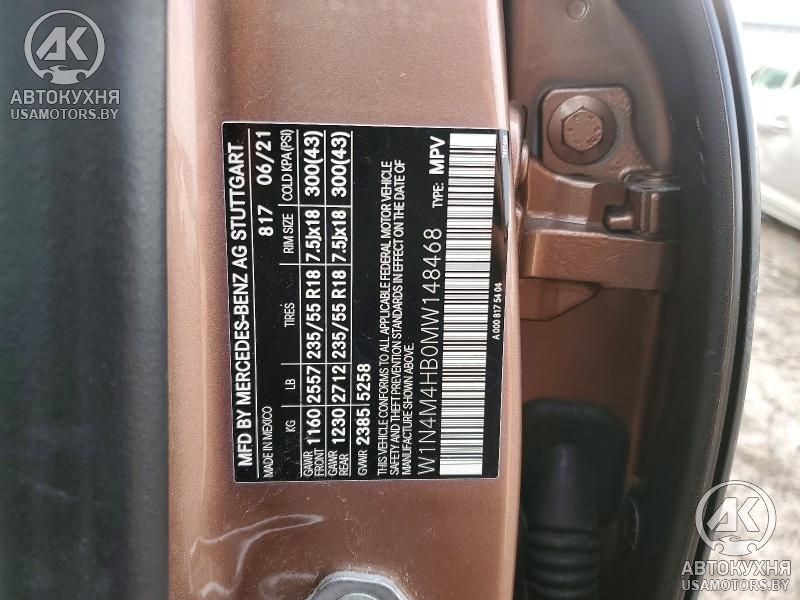 AK
АВТОКУХНЯ
USAMOTORS.BY
MFD BY MERCEDES-BENZ AG STUTTGART
MADE IN MEXICO 817 06/21
KG LB TIRES RIM SIZE COLD KPA (PSI)
GAWR FRONT 1160 2557 235/55 R18 7.5Jx18 300(43)
GAWR REAR 1230 2712 235/55 R18 7.5Jx18 300(43)
GVWR 2385 5258
THIS VEHICLE CONFORMS TO ALL APPLICABLE FEDERAL MOTOR VEHICLE
SAFETY AND THEFT PREVENTION STANDARDS IN EFFECT ON THE DATE OF
MANUFACTURE SHOWN ABOVE.
W1N4M4HB0MW148468 TYPE: MPV
A 000 817 54 04
AK
АВТОКУХНЯ
USAMOTORS.BY